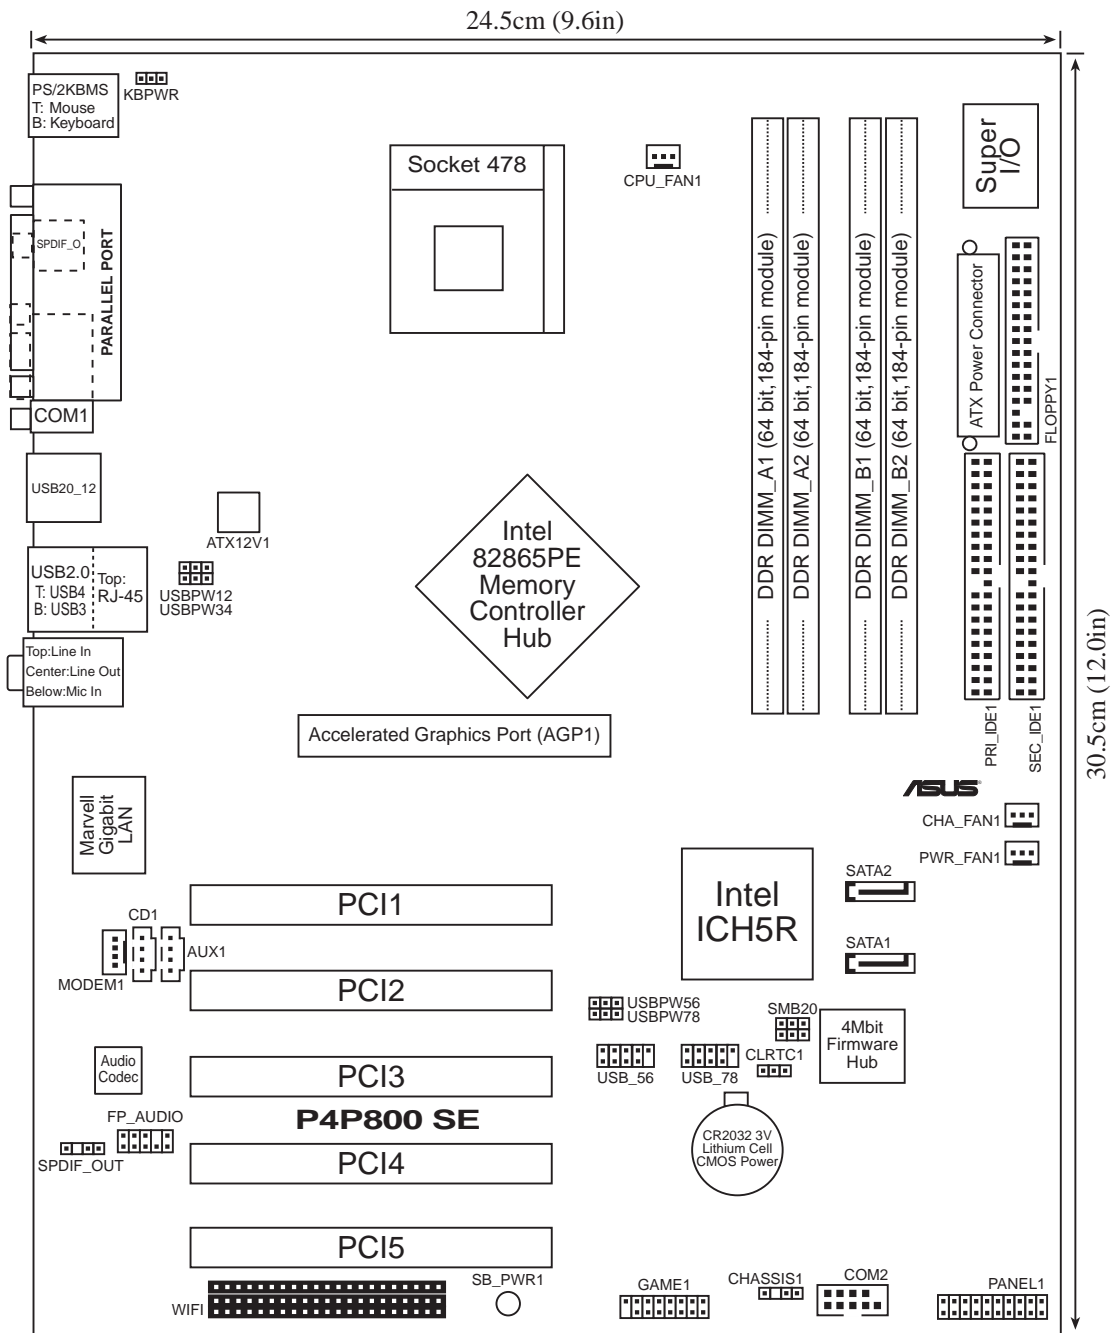 24.5cm (9.6in)
PS/2KBMS
T: Mouse
B: Keyboard
KBPWR
Socket 478
CPU_FAN1
Super
I/O
SPDIF_O
PARALLEL PORT
COM1
DDR DIMM_A1 (64 bit,184-pin module)
DDR DIMM_A2 (64 bit,184-pin module)
DDR DIMM_B1 (64 bit,184-pin module)
DDR DIMM_B2 (64 bit,184-pin module)
ATX Power Connector
FLOPPY1
USB20_12
ATX12V1
Intel
82865PE
Memory
Controller
Hub
USB2.0
T: USB4
B: USB3
Top:
RJ-45
USBPW12
USBPW34
Top:Line In
Center:Line Out
Below:Mic In
Accelerated Graphics Port (AGP1)
PRI_IDE1
SEC_IDE1
30.5cm (12.0in)
Marvell
Gigabit
LAN
ASUS
CHA_FAN1
PWR_FAN1
Intel
ICH5R
SATA2
SATA1
PCI1
CD1
AUX1
MODEM1
PCI2
USBPW56
USBPW78
SMB20
4Mbit
Firmware
Hub
USB_56
USB_78
CLRTC1
Audio
Codec
PCI3
P4P800 SE
FP_AUDIO
SPDIF_OUT
CR2032 3V
Lithium Cell
CMOS Power
PCI4
PCI5
SB_PWR1
WIFI
GAME1
CHASSIS1
COM2
PANEL1